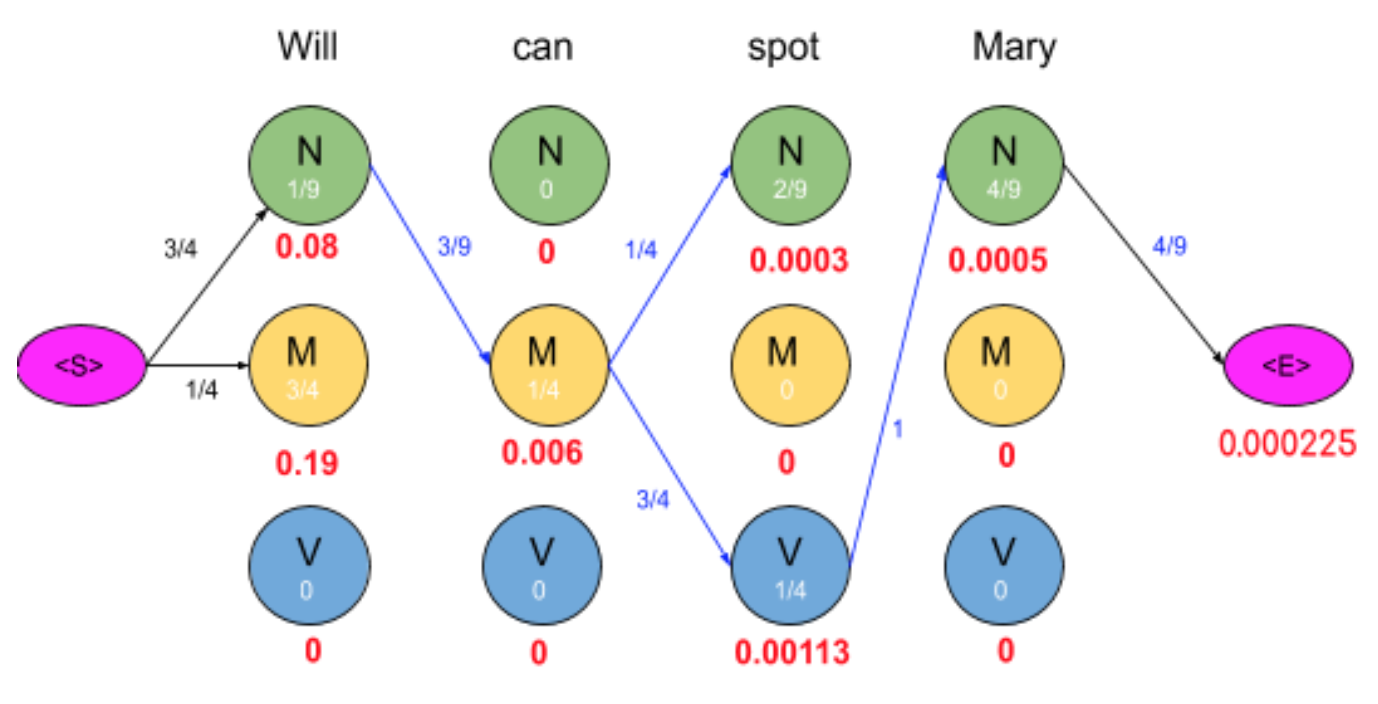 Will can spot Mary
N N N N
1/9 0 2/9 4/9
3/4 0.08 3/9 0 1/4 0.0003 0.0005 4/9
<S> M M M M <E>
1/4 3/4 1/4 0 0
0.19 0.006 0 1 0 0.000225
3/4
V V V V
0 0 1/4 0
0 0 0.00113 0